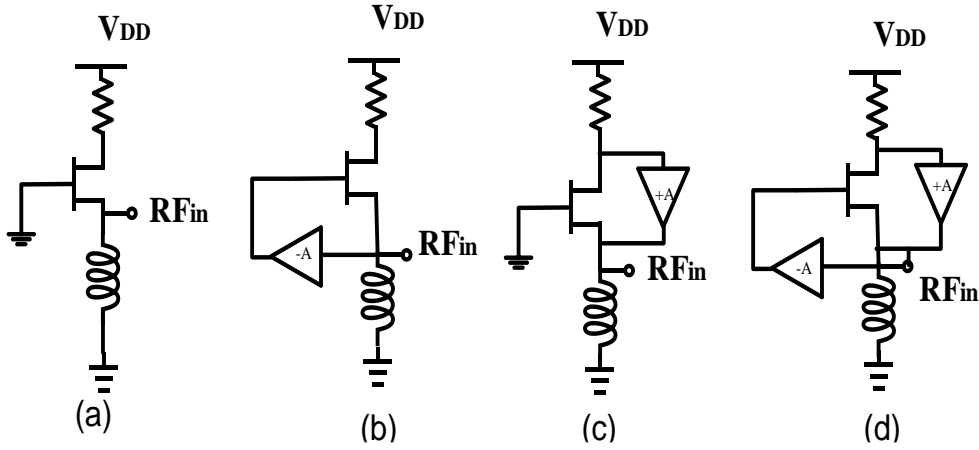 VDD
VDD
VDD
VDD
+A
+A
RFin
RFin
RFin
RFin
-A
-A
(a)
(b)
(c)
(d)